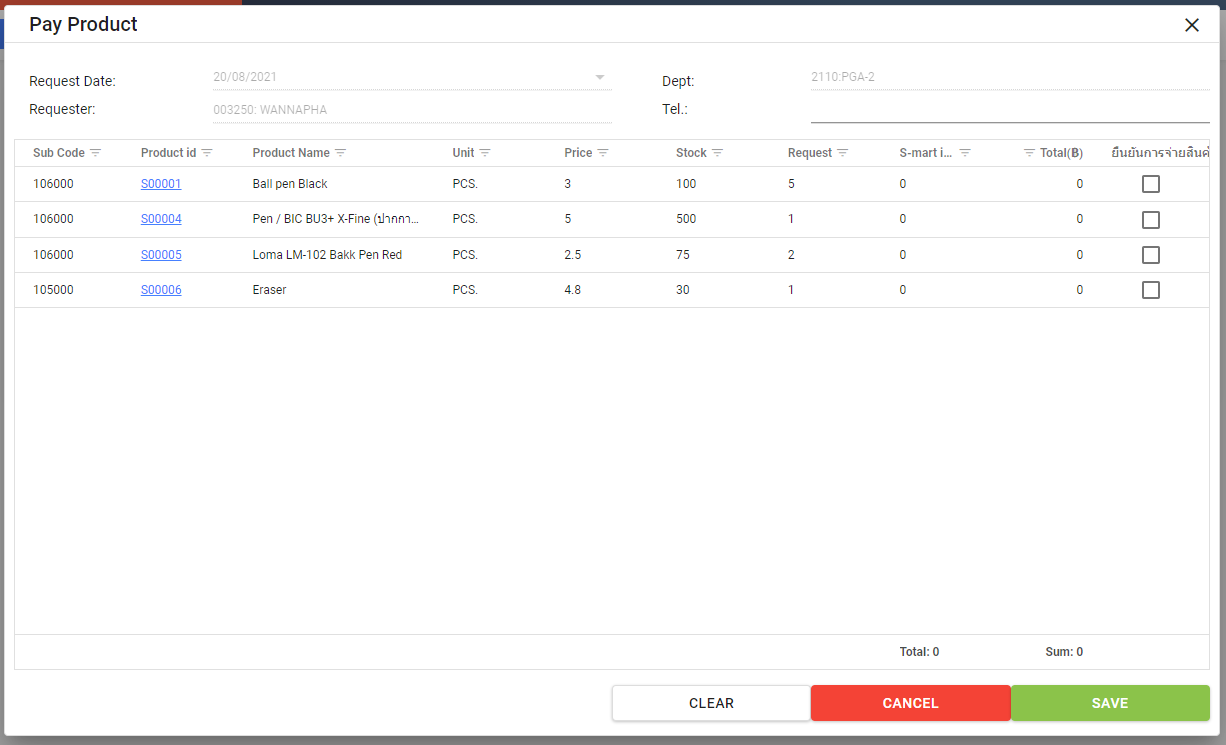 Pay Product
Request Date: 20/08/2021 Dept: 2110:PGA-2
Requester: 003250: WANNAPHA Tel.:
Sub Code Product id Product Name Unit Price Stock Request S-mart i... Total(฿) ยืนยันการจ่ายสินค้
106000 S00001 Ball pen Black PCS. 3 100 5 0 0
106000 S00004 Pen / BIC BU3+ X-Fine (ปากกา... PCS. 5 500 1 0 0
106000 S00005 Loma LM-102 Bakk Pen Red PCS. 2.5 75 2 0 0
105000 S00006 Eraser PCS. 4.8 30 1 0 0
Total: 0 Sum: 0
CLEAR CANCEL SAVE